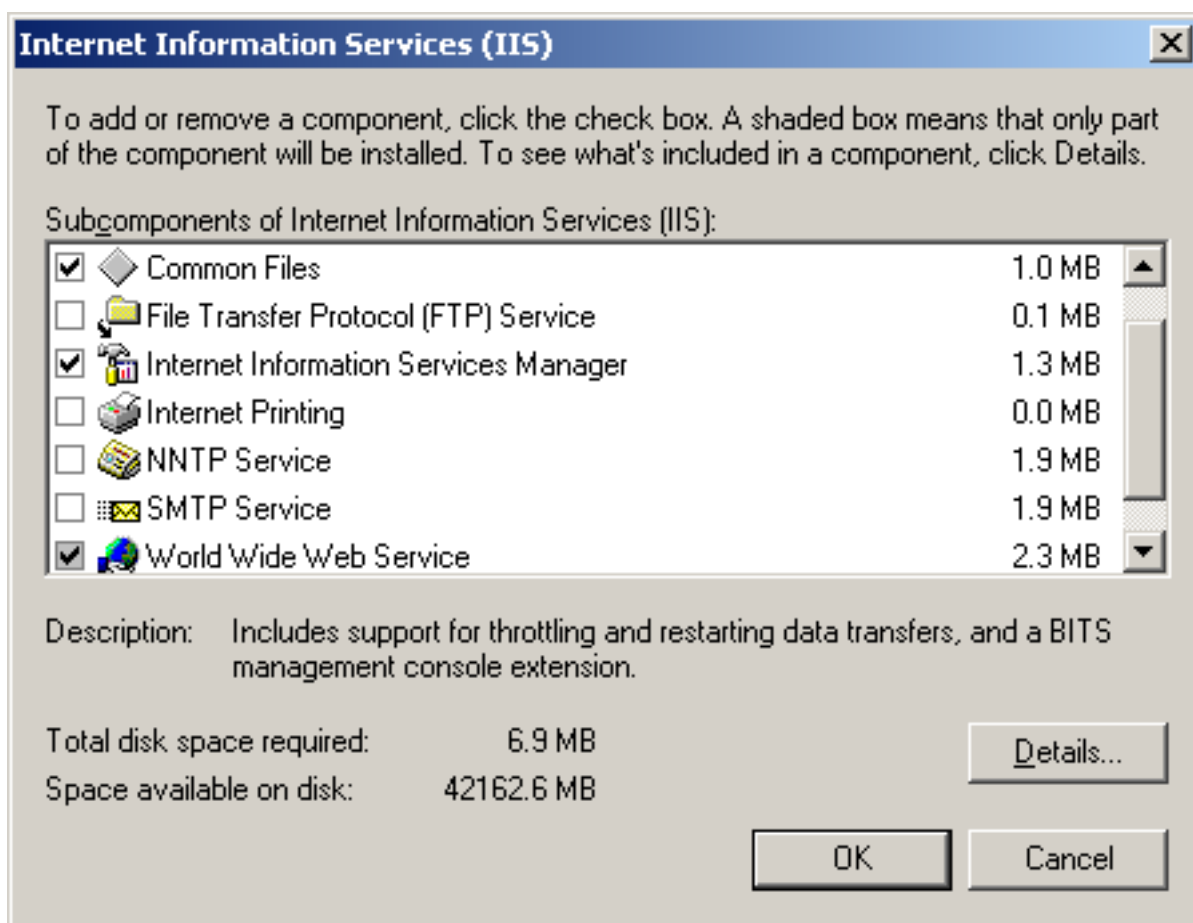 Internet Information Services (IIS)
To add or remove a component, click the check box. A shaded box means that only part
of the component will be installed. To see what's included in a component, click Details.
Subcomponents of Internet Information Services (IIS):
Common Files 1.0 MB
File Transfer Protocol (FTP) Service 0.1 MB
Internet Information Services Manager 1.3 MB
Internet Printing 0.0 MB
NNTP Service 1.9 MB
SMTP Service 1.9 MB
World Wide Web Service 2.3 MB
Description: Includes support for throttling and restarting data transfers, and a BITS
management console extension.
Total disk space required: 6.9 MB
Details...
Space available on disk: 42162.6 MB
OK Cancel